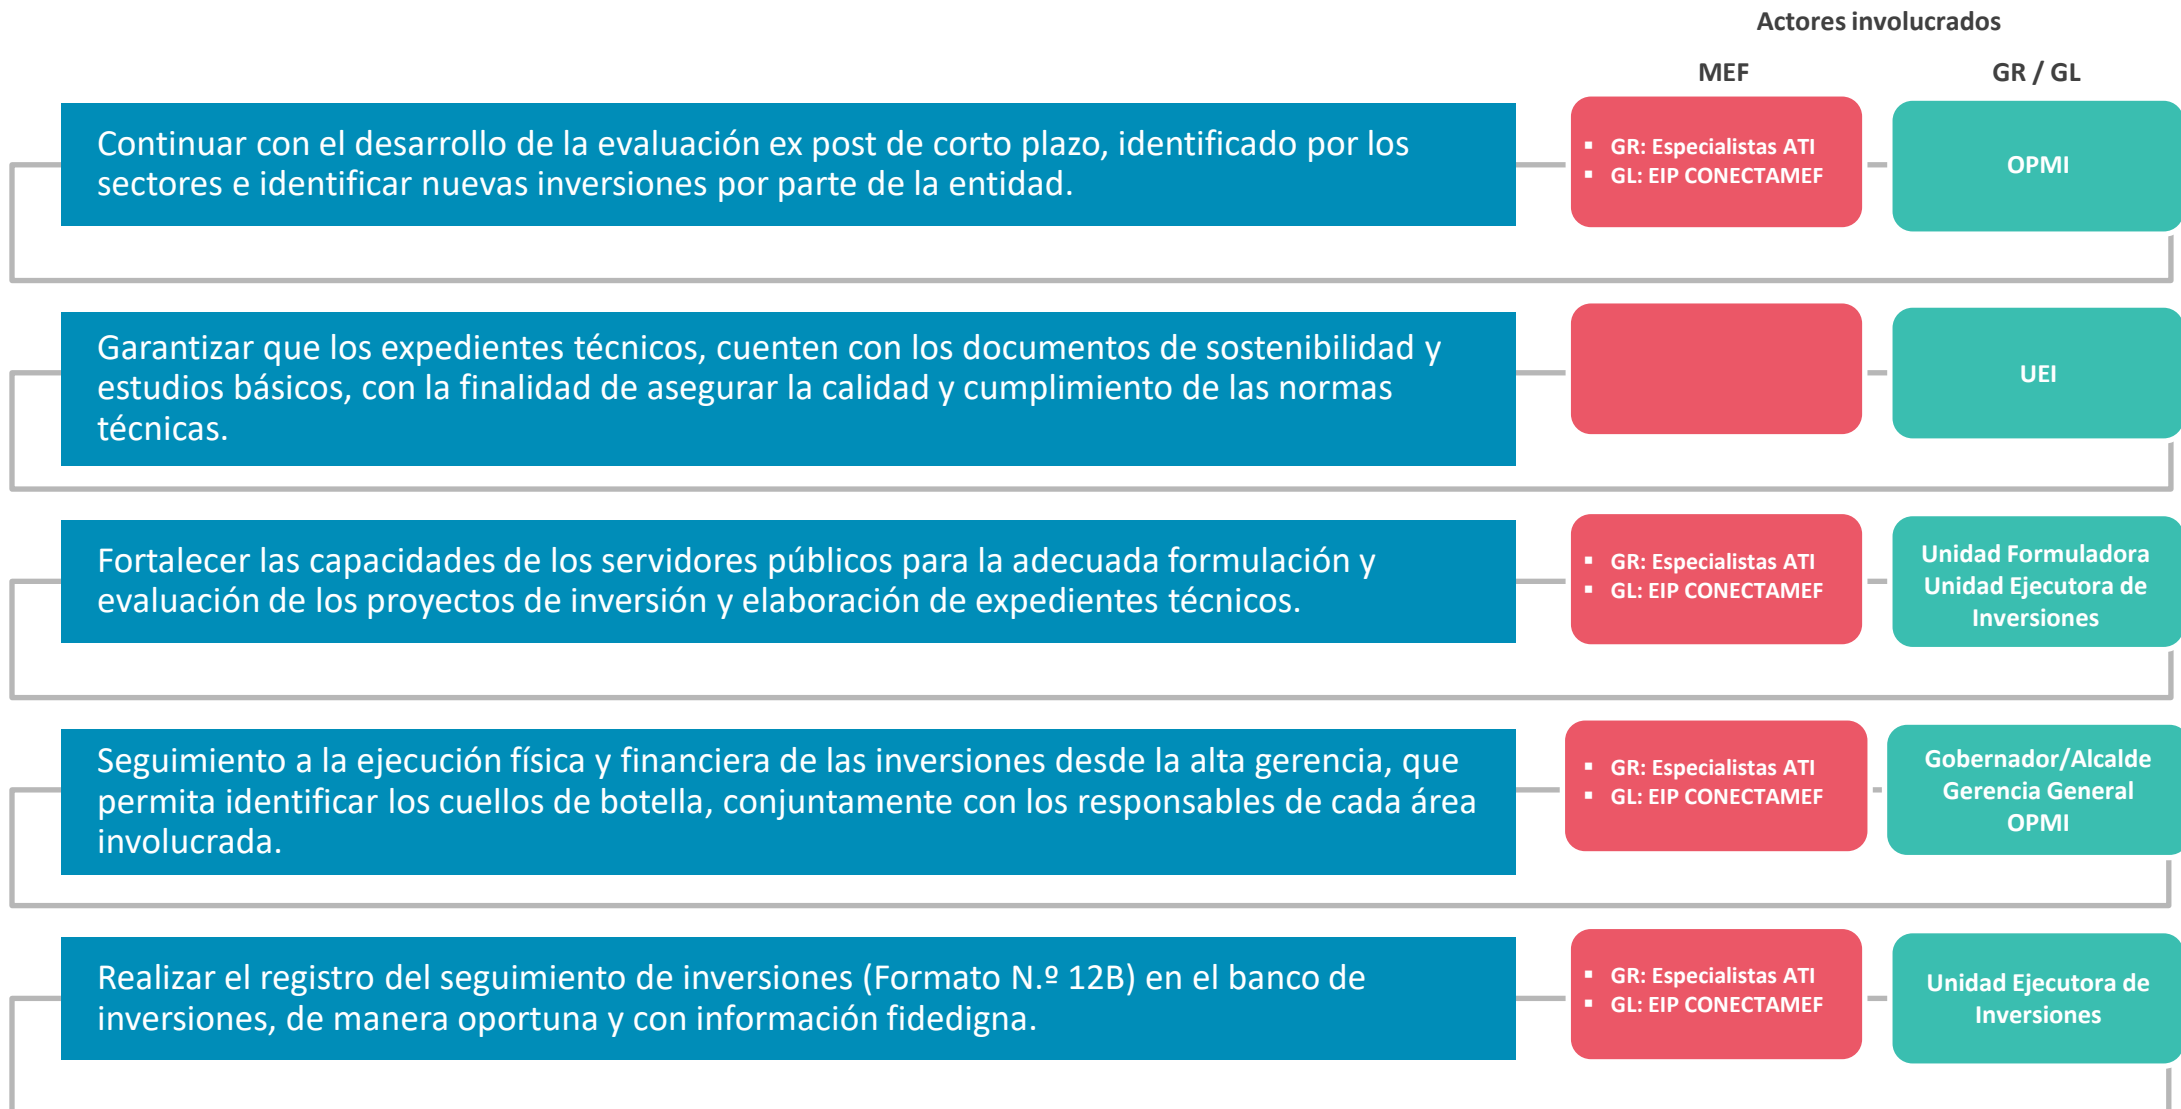 Actores involucrados
MEF
GR / GL
Continuar con el desarrollo de la evaluación ex post de corto plazo, identificado por los
sectores e identificar nuevas inversiones por parte de la entidad.
▪ GR: Especialistas ATI
▪ GL: EIP CONECTAMEF
OPMI
Garantizar que los expedientes técnicos, cuenten con los documentos de sostenibilidad y
estudios básicos, con la finalidad de asegurar la calidad y cumplimiento de las normas
técnicas.
UEI
Fortalecer las capacidades de los servidores públicos para la adecuada formulación y
evaluación de los proyectos de inversión y elaboración de expedientes técnicos.
▪ GR: Especialistas ATI
▪ GL: EIP CONECTAMEF
Unidad Formuladora
Unidad Ejecutora de
Inversiones
Seguimiento a la ejecución física y financiera de las inversiones desde la alta gerencia, que
permita identificar los cuellos de botella, conjuntamente con los responsables de cada área
involucrada.
▪ GR: Especialistas ATI
▪ GL: EIP CONECTAMEF
Gobernador/Alcalde
Gerencia General
OPMI
Realizar el registro del seguimiento de inversiones (Formato N.º 12B) en el banco de
inversiones, de manera oportuna y con información fidedigna.
▪ GR: Especialistas ATI
▪ GL: EIP CONECTAMEF
Unidad Ejecutora de
Inversiones